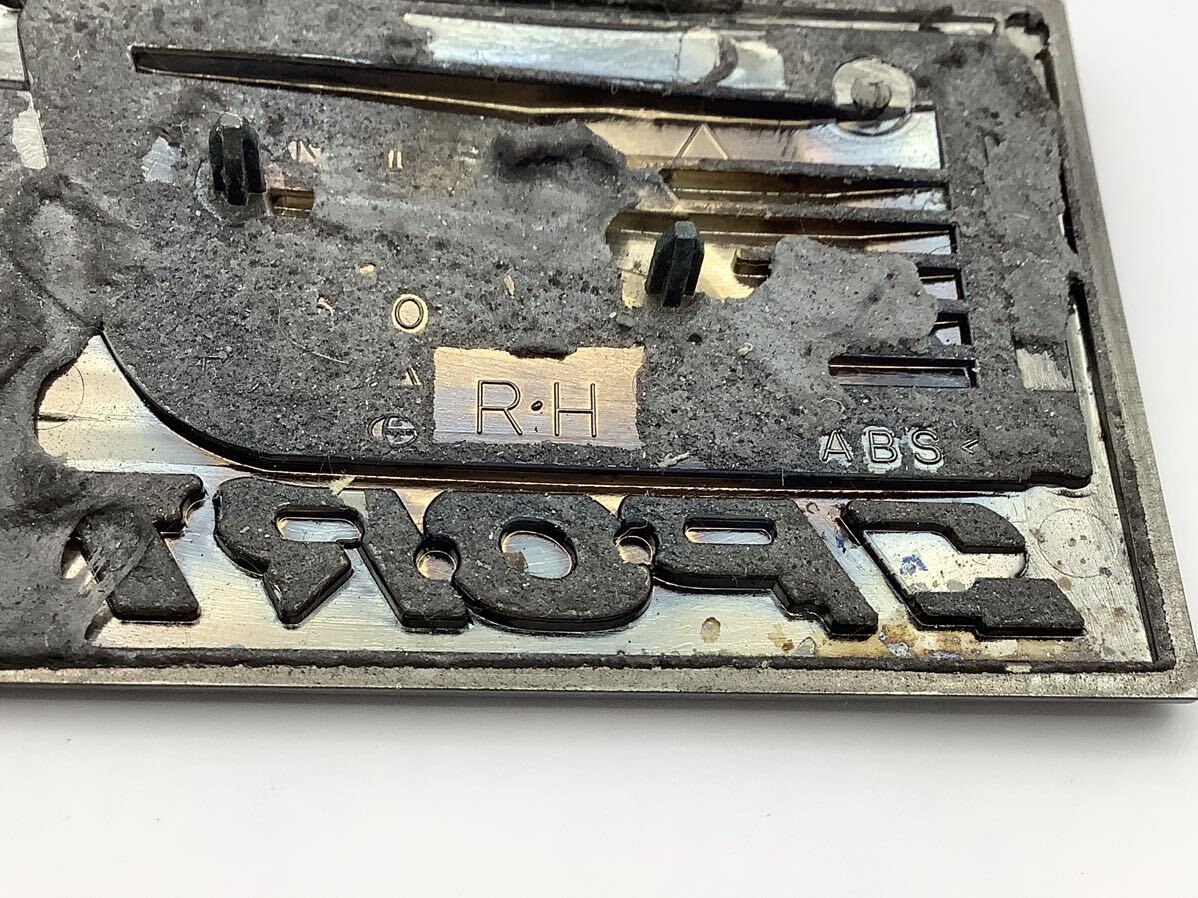 O
R·H
ABS <
SPORT